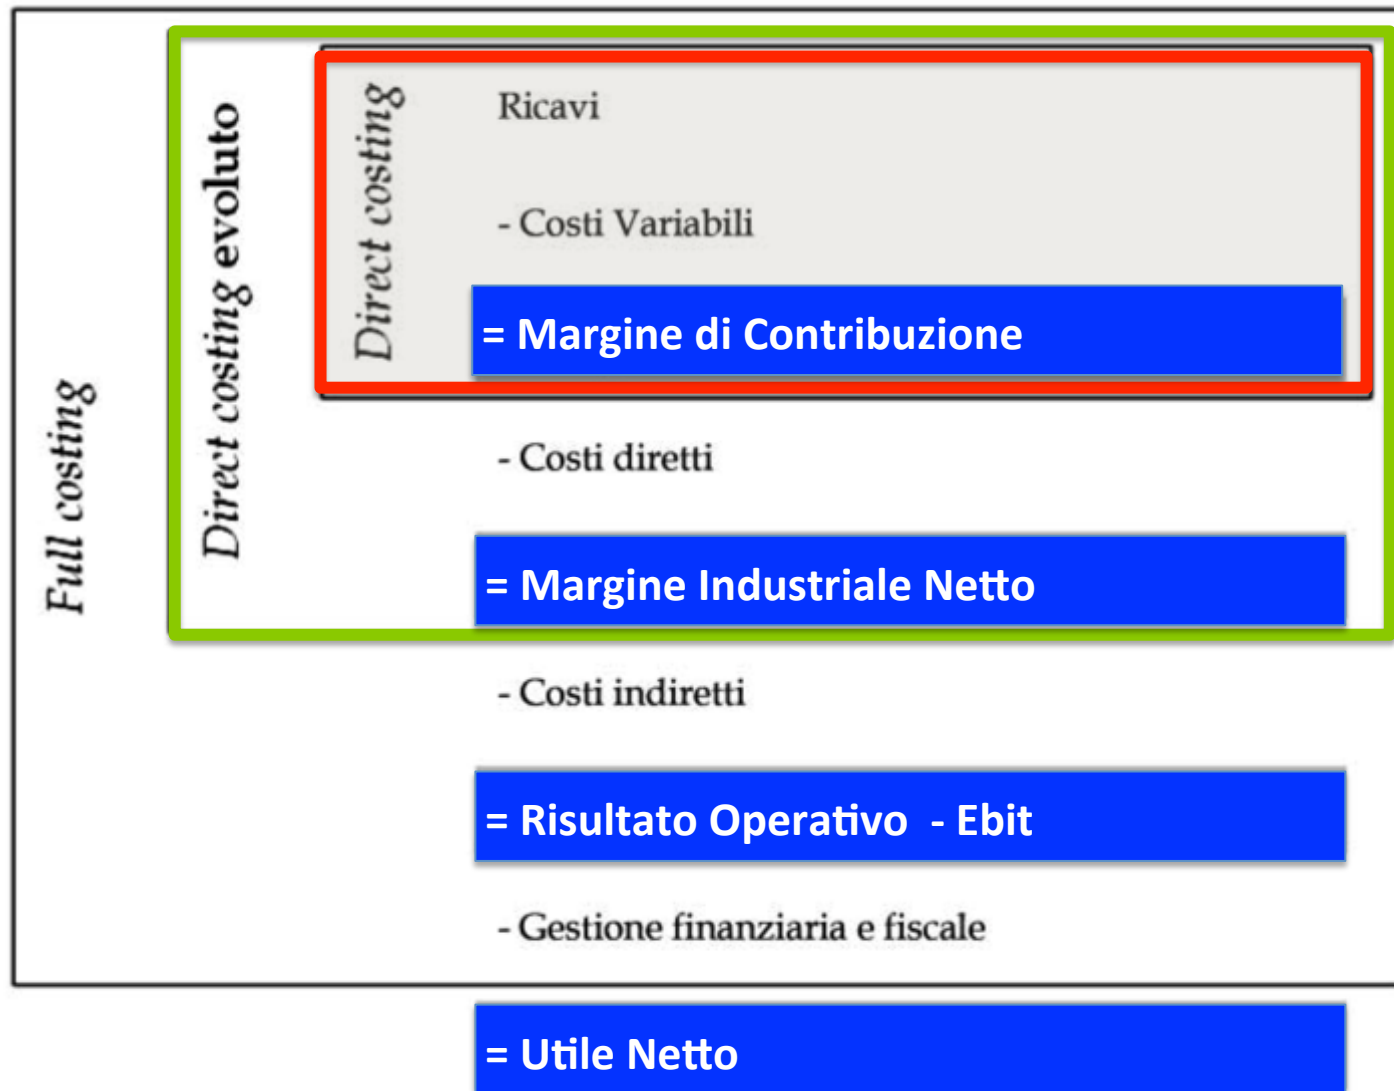 Full costing
Direct costing evoluto
Direct costing
Ricavi
- Costi Variabili
= Margine di Contribuzione
- Costi diretti
= Margine Industriale Netto
- Costi indiretti
= Risultato Operativo - Ebit
- Gestione finanziaria e fiscale
= Utile Netto